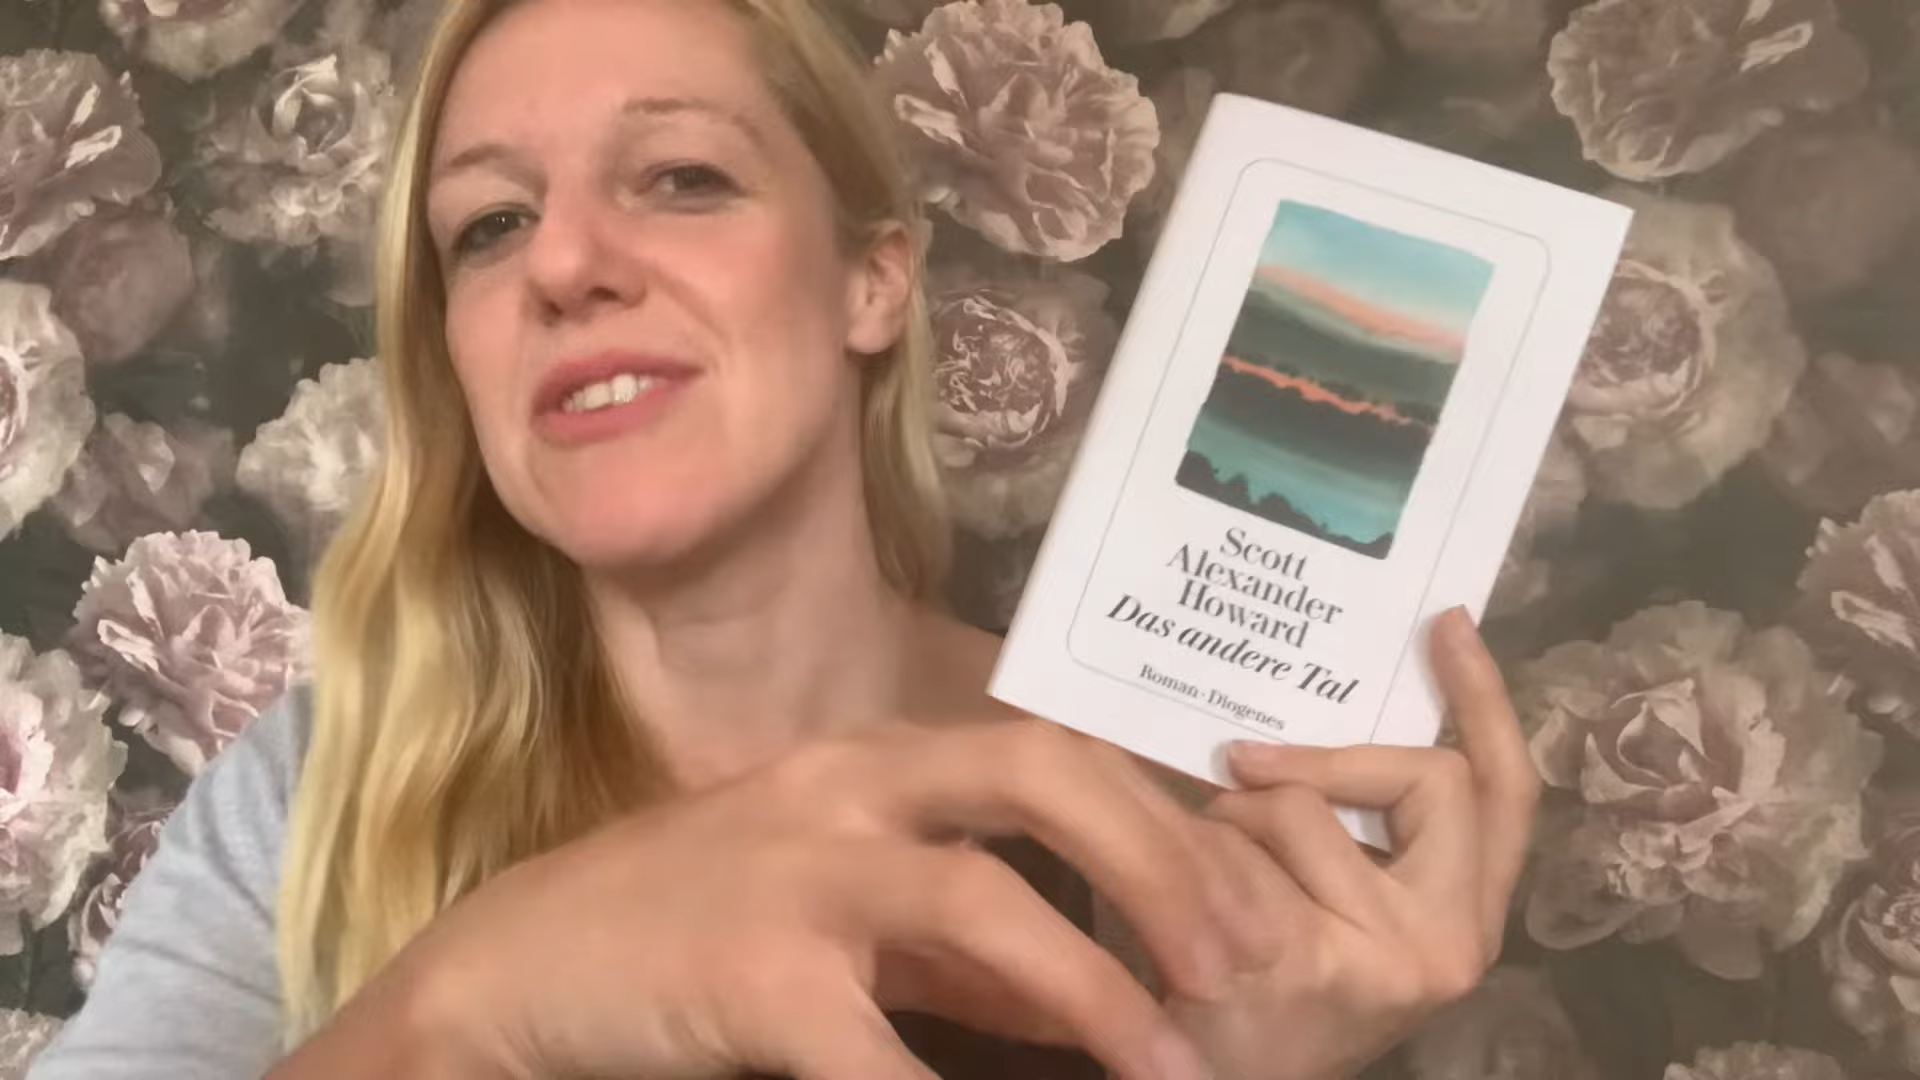 Scott
Alexander
Howard
Das andere Tal
Roman · Diogenes